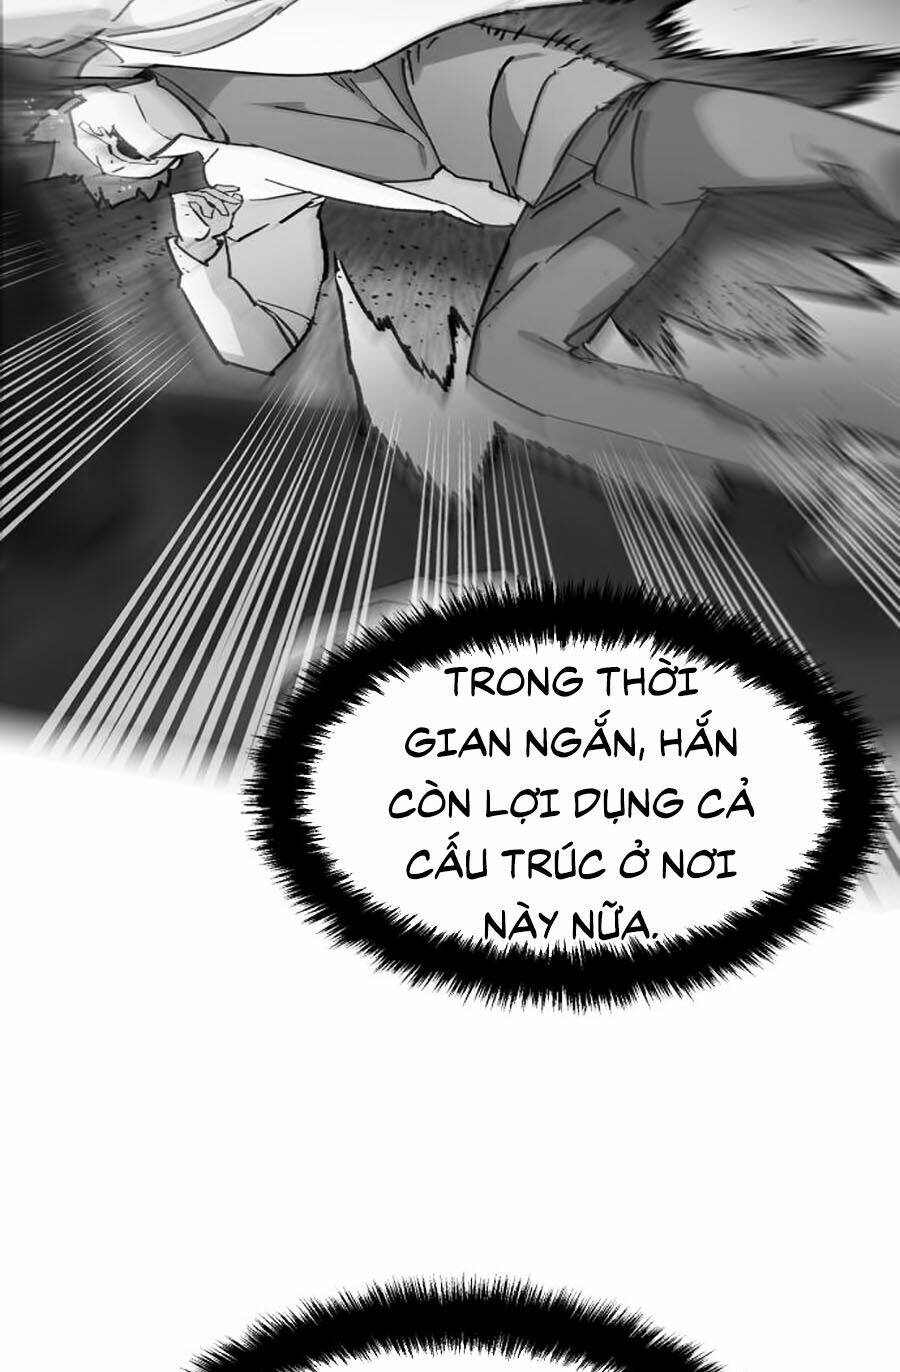 TRONG THỜI
GIAN NGẮN, HẮN
CÒN LỢI DỤNG CẢ
CẤU TRÚC Ở NƠI
NÀY NỮA.